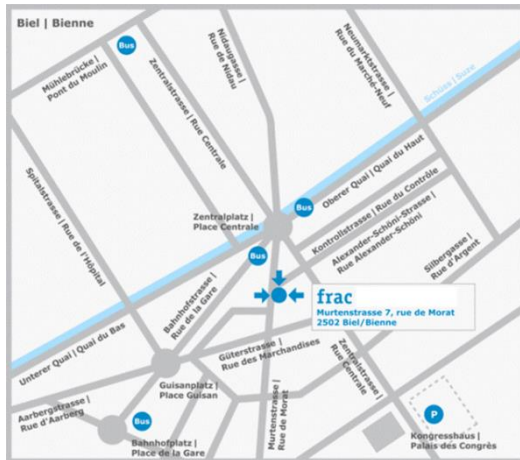 Biel | Bienne
Bus
Mühlebrücke |
Pont du Moulin
Zentralstrasse | Rue Centrale
Nidaugasse |
Rue de Nidau
Neumarktstrasse |
Rue du Marché-Neuf
Schüss | Suze
Spitalstrasse | Rue de l'Hôpital
Zentralplatz |
Place Centrale
Bus
Oberer Quai | Quai du Haut
Kontrollstrasse | Rue du Contrôle
Alexander-Schöni-Strasse |
Rue Alexander-Schöni
Silbergasse |
Rue d'Argent
Bus
Bahnhofstrasse |
Rue de la Gare
frac
Murtenstrasse 7, rue de Morat
2502 Biel/Bienne
Unterer Quai | Quai du Bas
Güterstrasse |
Rue des Marchandises
Zentralstrasse |
Rue Centrale
Guisanplatz |
Place Guisan
Murtenstrasse |
Rue de Morat
Aarbergstrasse |
Rue d'Aarberg
Bus
Bahnhofplatz |
Place de la Gare
P
Kongresshaus |
Palais des Congrès